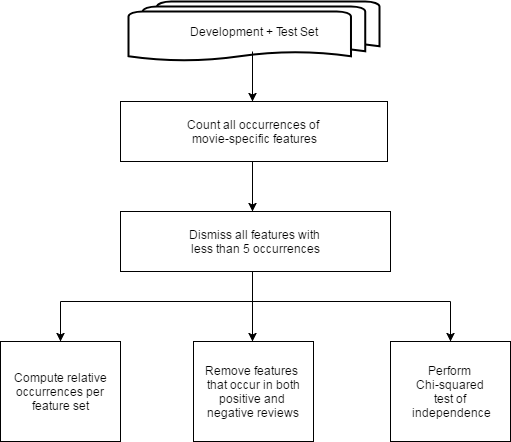 Development + Test Set
Count all occurrences of
movie-specific features
Dismiss all features with
less than 5 occurrences
Compute relative
occurrences per
feature set
Remove features
that occur in both
positive and
negative reviews
Perform
Chi-squared
test of
independence